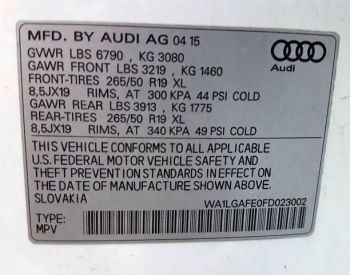 MFD. BY AUDI AG 04 15
GVWR LBS 6790 , KG 3080
GAWR FRONT LBS 3219 , KG 1460
FRONT-TIRES 265/50 R19 XL
8,5JX19 RIMS, AT 300 KPA 44 PSI COLD
GAWR REAR LBS 3913 , KG 1775
REAR-TIRES 265/50 R19 XL
8,5JX19 RIMS, AT 340 KPA 49 PSI COLD
Audi
THIS VEHICLE CONFORMS TO ALL APPLICABLE
U.S.FEDERAL MOTOR VEHICLE SAFETY AND
THEFT PREVENTION STANDARDS IN EFFECT ON
THE DATE OF MANUFACTURE SHOWN ABOVE.
SLOVAKIA
WA1LGAFE0FD023002
TYPE:
MPV